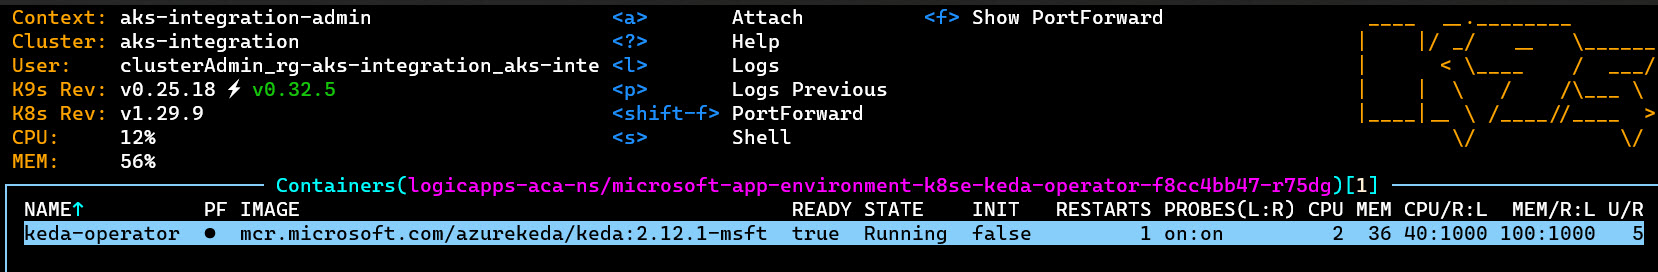 Context: aks-integration-admin <a> Attach <f> Show PortForward
Cluster: aks-integration <?> Help
User: clusterAdmin_rg-aks-integration_aks-inte <l> Logs
K9s Rev: v0.25.18 ⚡ v0.32.5 <p> Logs Previous
K8s Rev: v1.29.9 <shift-f> PortForward
CPU: 12% <s> Shell
MEM: 56%
Containers(logicapps-aca-ns/microsoft-app-environment-k8se-keda-operator-f8cc4bb47-r75dg)[1]
NAME↑ PF IMAGE READY STATE INIT RESTARTS PROBES(L:R) CPU MEM CPU/R:L MEM/R:L U/R
keda-operator ● mcr.microsoft.com/azurekeda/keda:2.12.1-msft true Running false 1 on:on 2 36 40:1000 100:1000 5